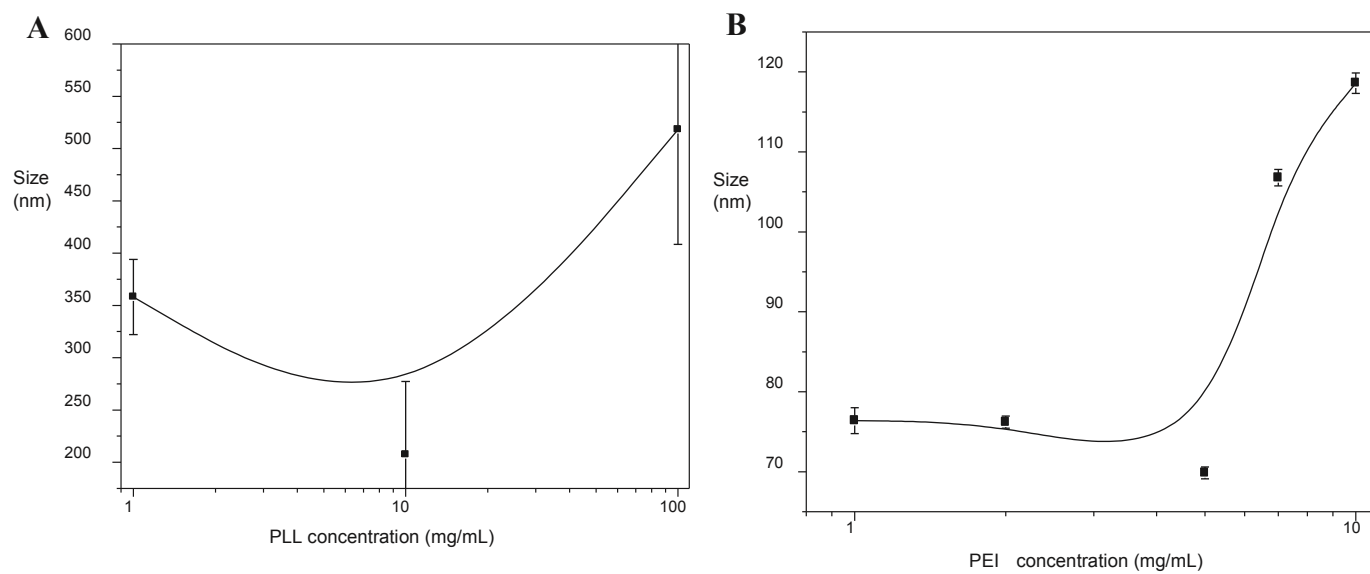 A
600
550
500
450
400
350
300
250
200
Size
(nm)
1
10
100
PLL concentration (mg/mL)
B
120
110
100
90
80
70
Size
(nm)
1
10
PEI concentration (mg/mL)